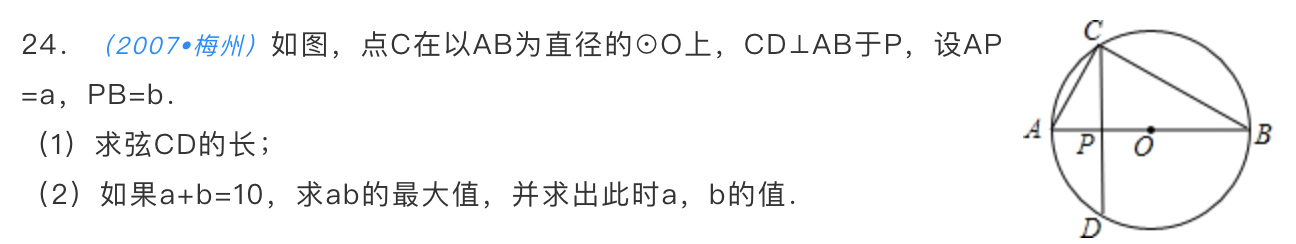 24． （2007•梅州）如图，点C在以AB为直径的⊙O上，CD⊥AB于P，设AP
=a，PB=b．
（1）求弦CD的长；
（2）如果a+b=10，求ab的最大值，并求出此时a，b的值．
C
A
P
O
B
D